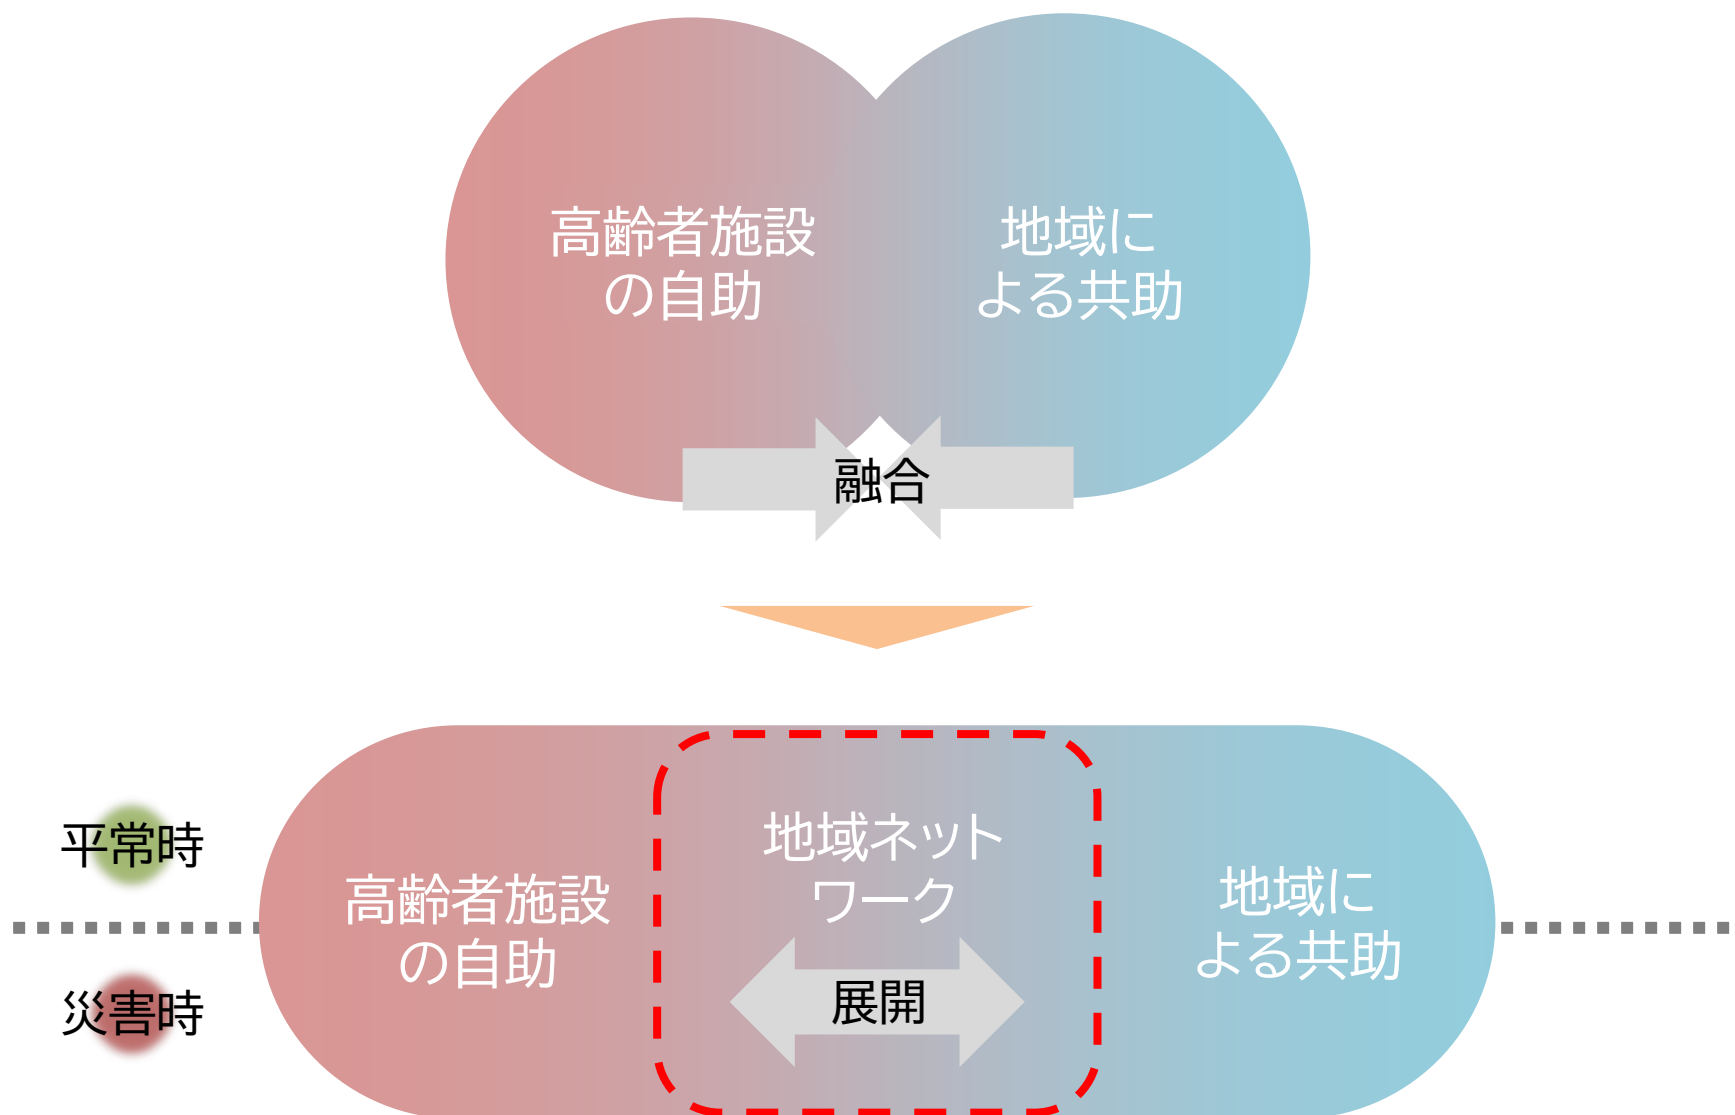 高齢者施設
の自助
地域に
よる共助
融合
平常時
災害時
高齢者施設
の自助
地域ネット
ワーク
展開
地域に
よる共助